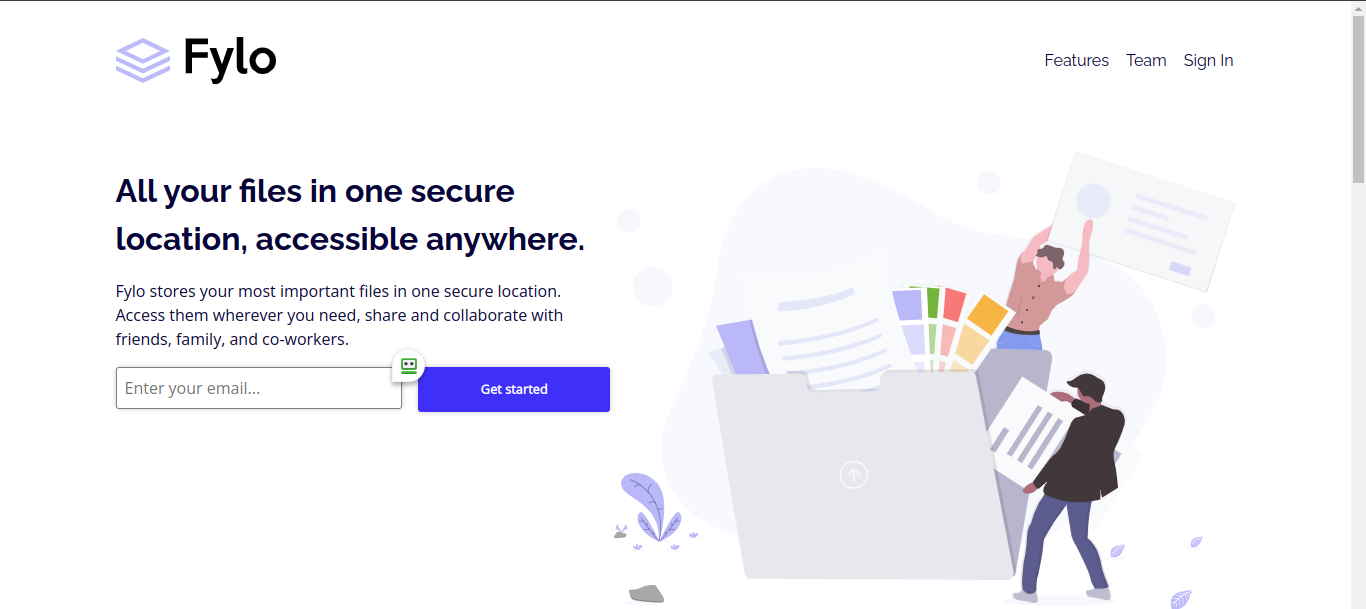 Fylo
Features Team Sign In
All your files in one secure
location, accessible anywhere.
Fylo stores your most important files in one secure location.
Access them wherever you need, share and collaborate with
friends, family, and co-workers.
Enter your email...
Get started